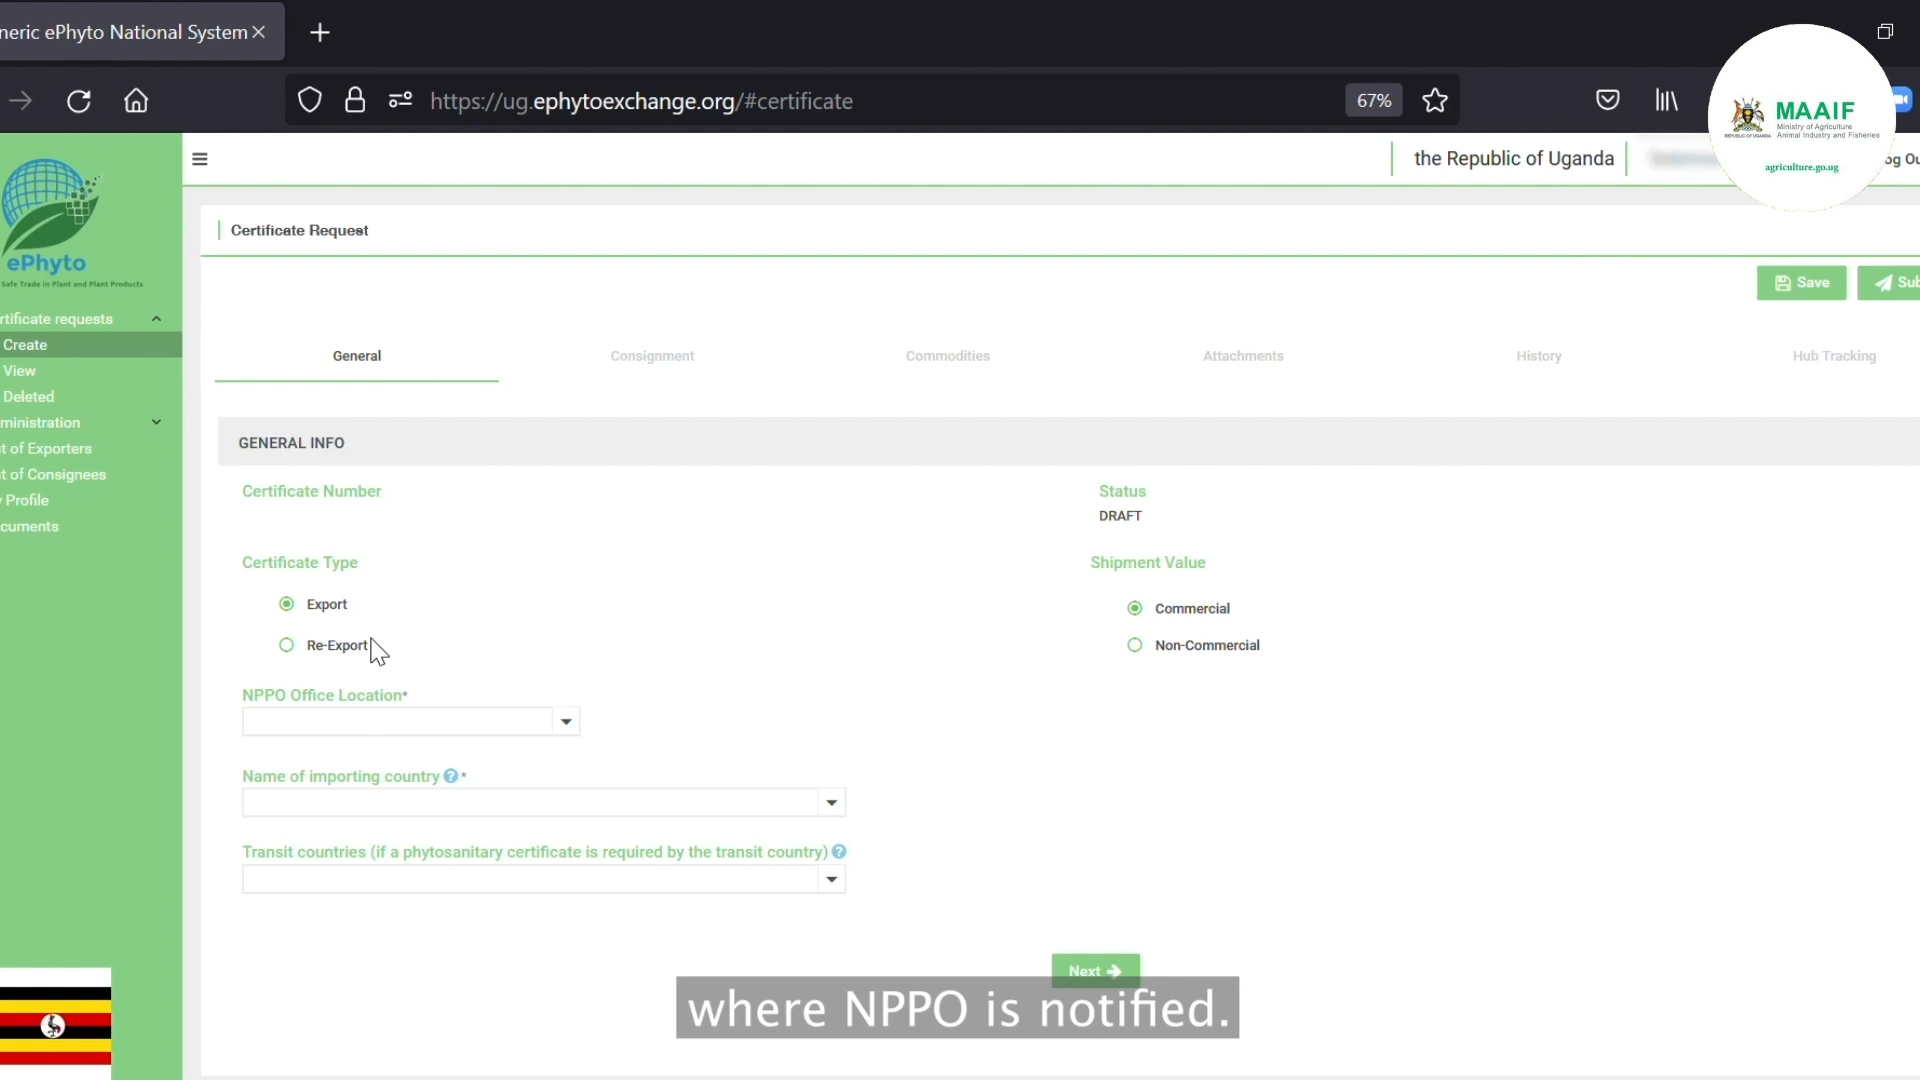 neric ePhyto National System
https://ug.ephytoexchange.org/#certificate
67%
MAAIF
Ministry of Agriculture
Animal Industry and Fisheries
REPUBLIC OF UGANDA
agriculture.go.ug
the Republic of Uganda
og Ou
ePhyto
Safe Trade in Plant and Plant Products
rtificate requests
Create
View
Deleted
ministration
t of Exporters
t of Consignees
Profile
cuments
Certificate Request
Save
Sub
General
Consignment
Commodities
Attachments
History
Hub Tracking
GENERAL INFO
Certificate Number
Status
DRAFT
Certificate Type
Shipment Value
Export
Commercial
Re-Export
Non-Commercial
NPPO Office Location*
Name of importing country ? *
Transit countries (if a phytosanitary certificate is required by the transit country) ?
Next
where NPPO is notified.